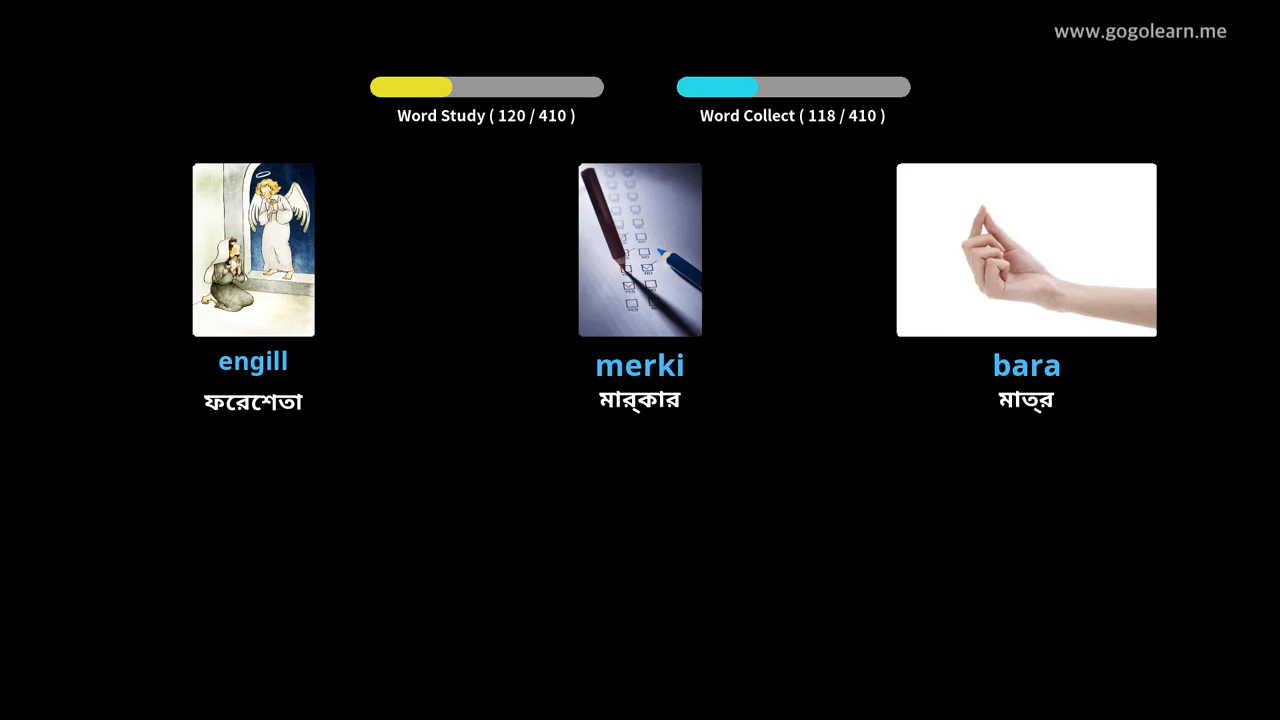 www.gogolearn.me
Word Study ( 120 / 410 )
Word Collect ( 118 / 410 )
engill
merki
bara
ফরেশেতা
মার্কার
মাত্র